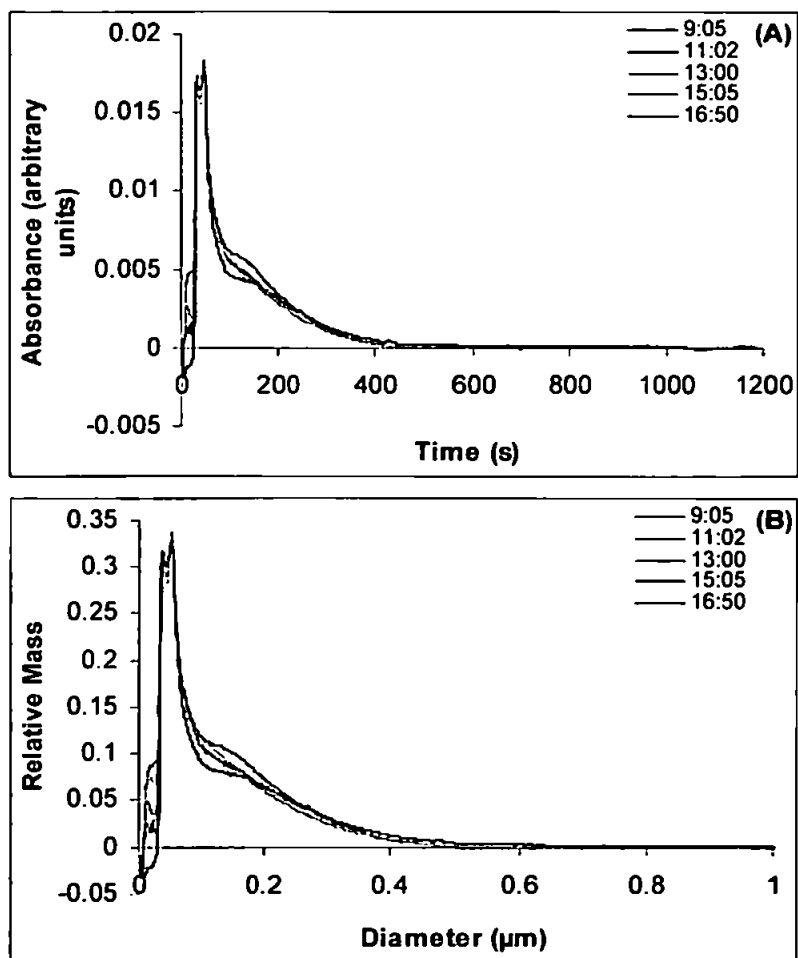 (A)
9:05
11:02
13:00
15:05
16:50
0.02
0.015
0.01
0.005
0
-0.005
Absorbance (arbitrary
units)
0 200 400 600 800 1000 1200
Time (s)
(B)
9:05
11:02
13:00
15:05
16:50
0.35
0.3
0.25
0.2
0.15
0.1
0.05
0
-0.05
Relative Mass
0 0.2 0.4 0.6 0.8 1
Diameter (µm)